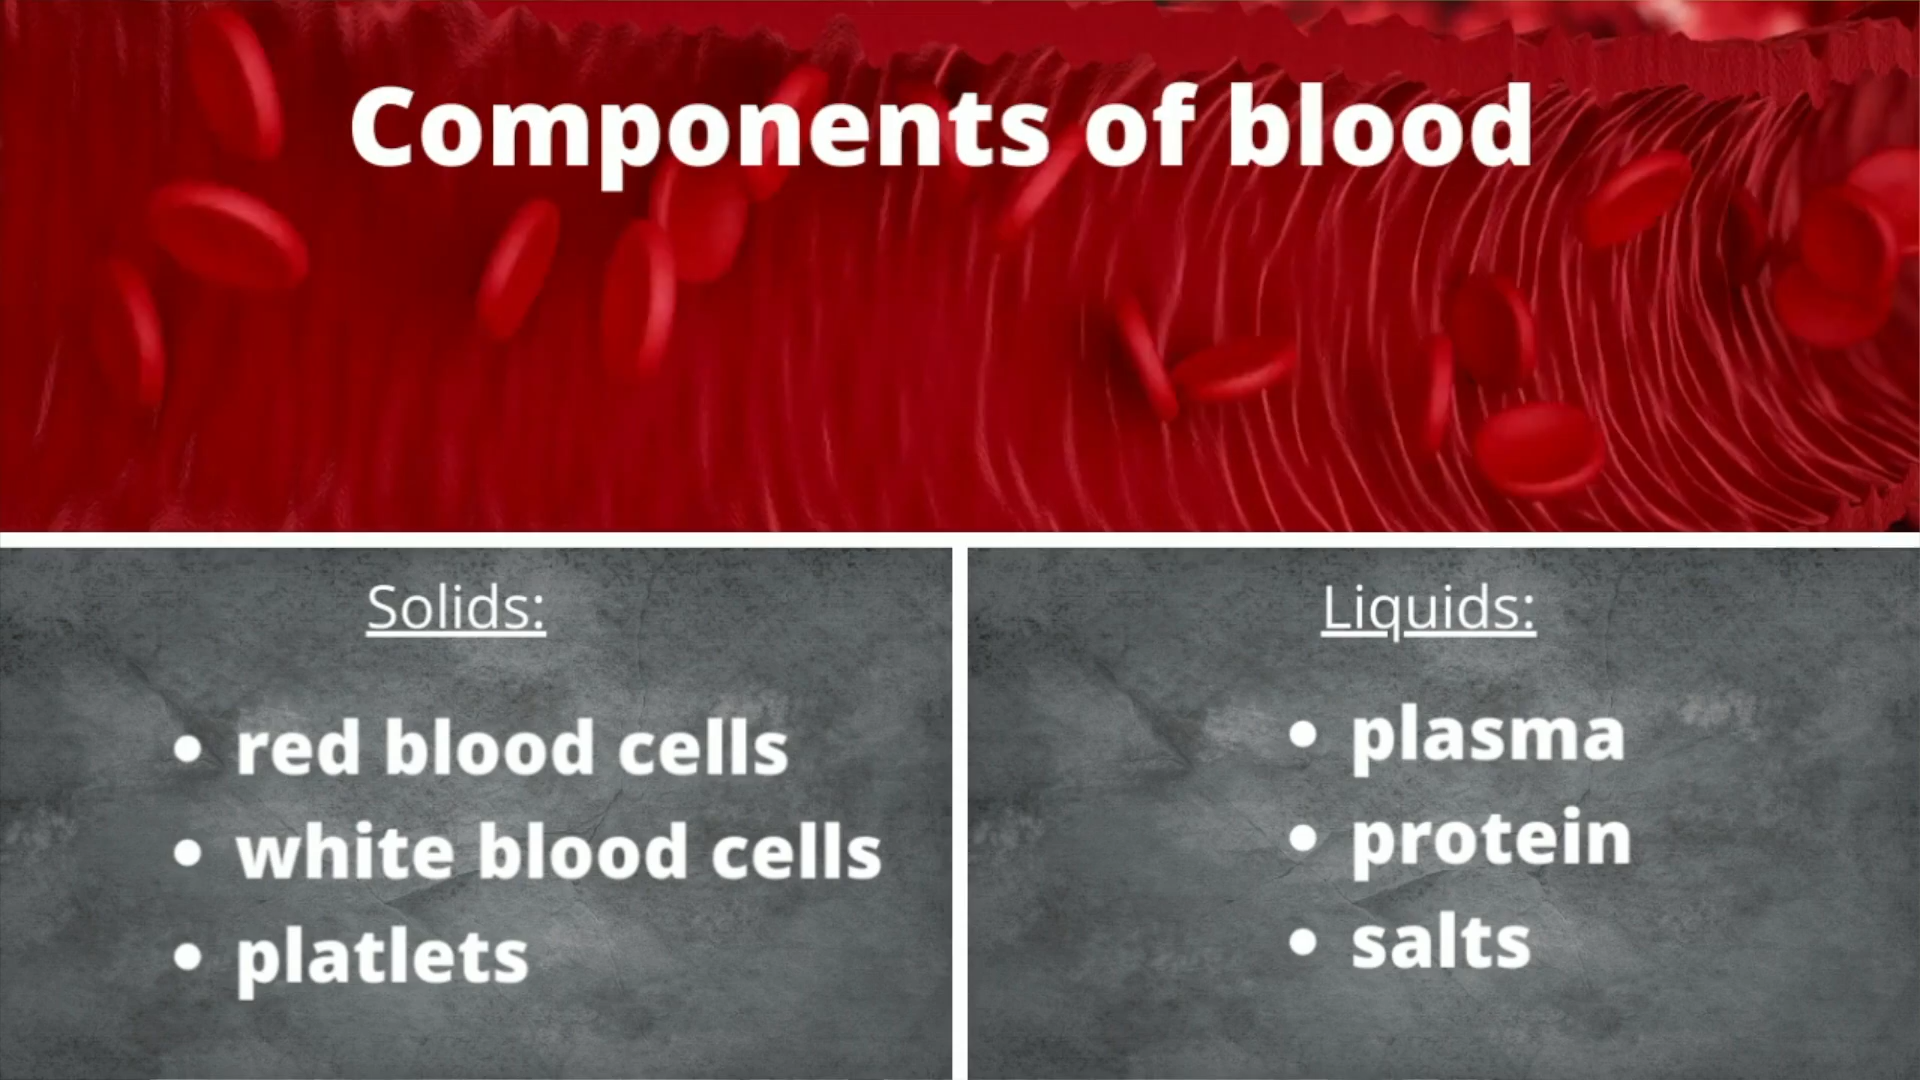 Components of blood
Solids:
• red blood cells
• white blood cells
• platlets
Liquids:
• plasma
• protein
• salts